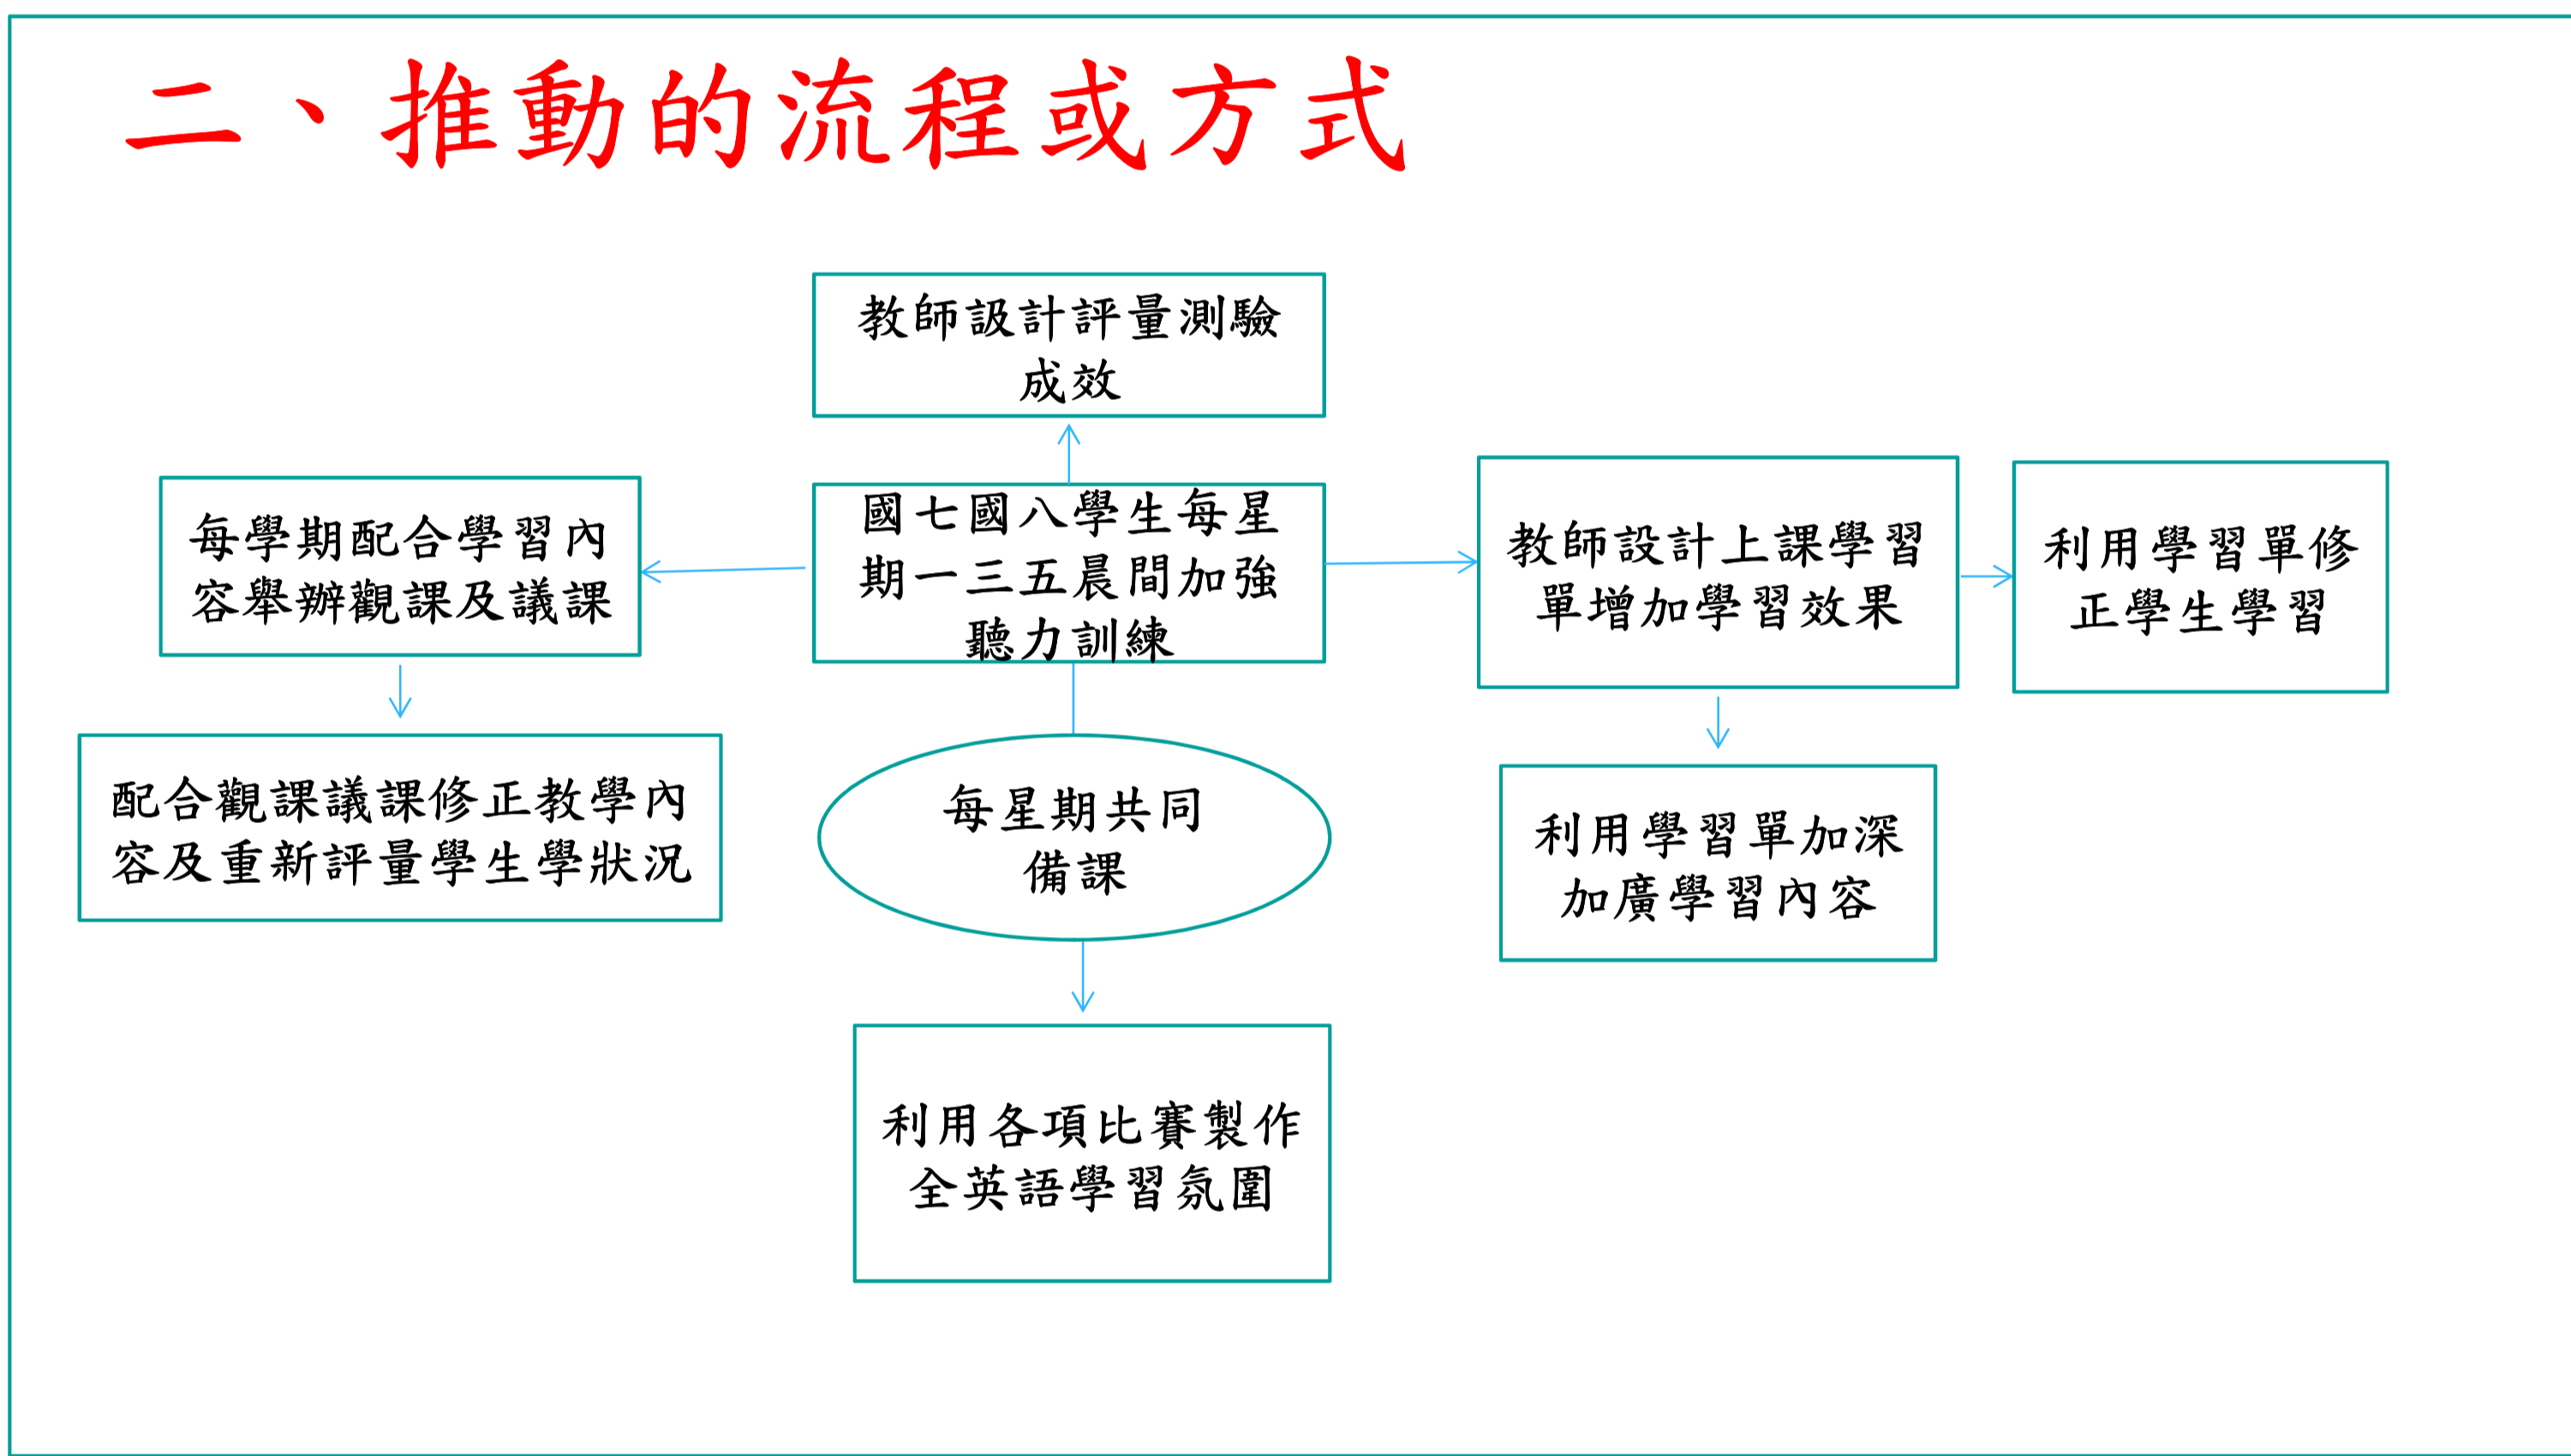 二、推動的流程或方式
教師設計評量測驗
成效
每學期配合學習內
容舉辦觀課及議課
國七國八學生每星
期一三五晨間加強
聽力訓練
教師設計上課學習
單增加學習效果
利用學習單修
正學生學習
配合觀課議課修正教學內
容及重新評量學生學狀況
每星期共同
備課
利用學習單加深
加廣學習內容
利用各項比賽製作
全英語學習氛圍